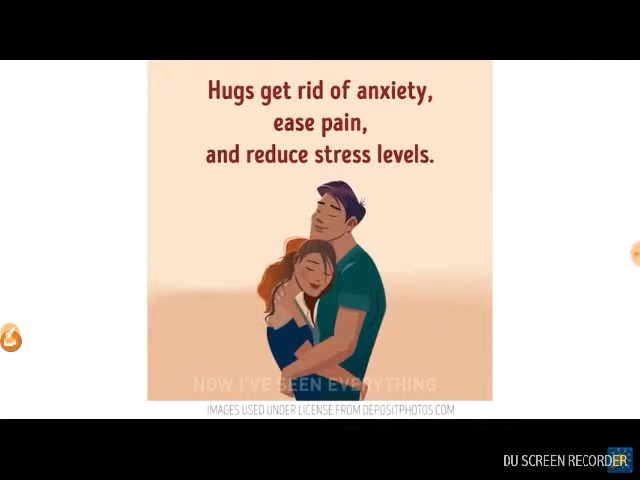 Hugs get rid of anxiety,
ease pain,
and reduce stress levels.
NOW I'VE SEEN EVERYTHING
IMAGES USED UNDER LICENSE FROM DEPOSITPHOTOS.COM
DU SCREEN RECORDER